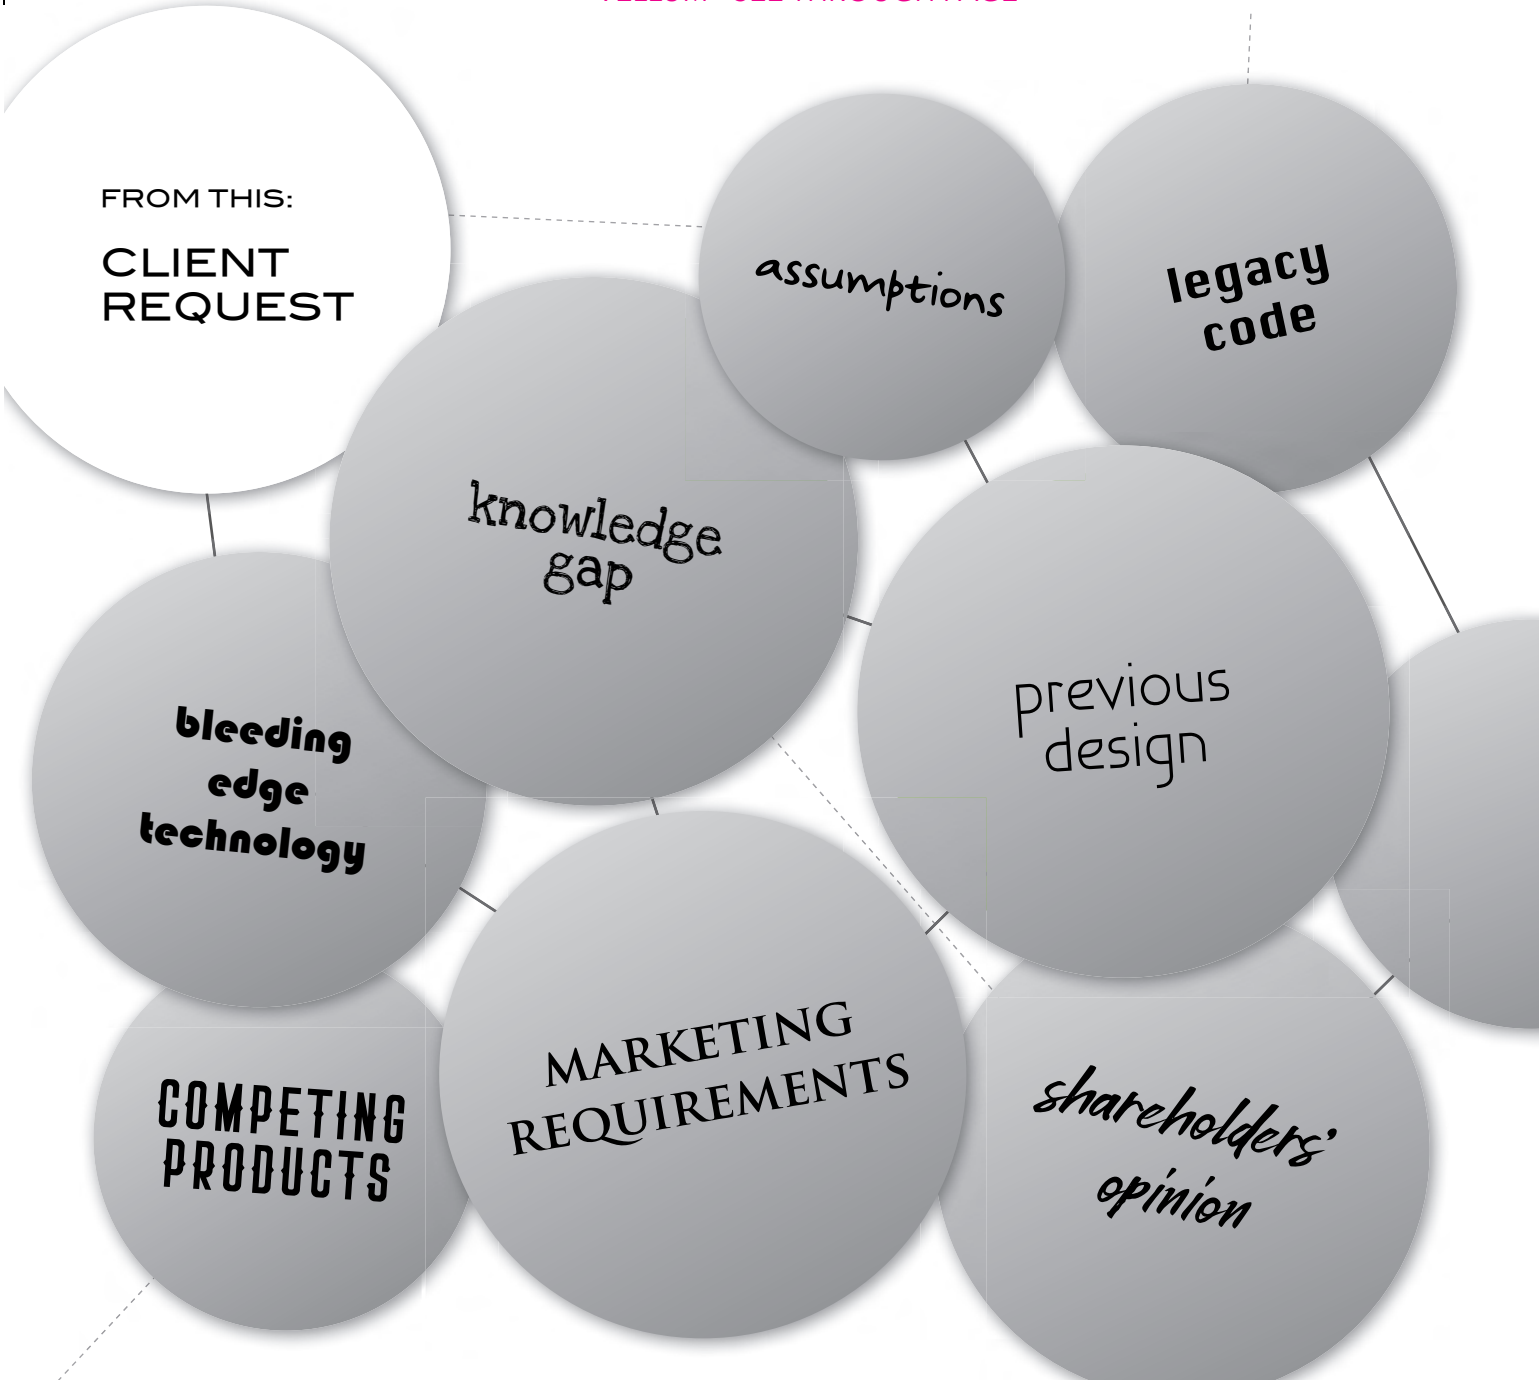 FROM THIS:
CLIENT
REQUEST
assumptions
legacy
code
knowledge
gap
previous
design
bleeding
edge
technology
MARKETING
REQUIREMENTS
COMPETING
PRODUCTS
shareholders'
opinion